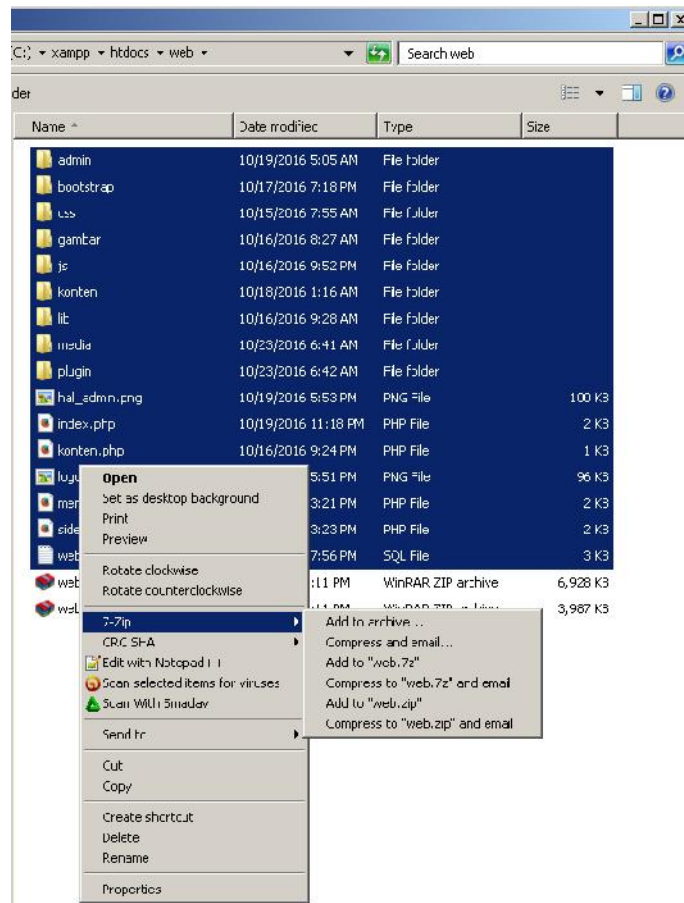 (C:) ▾ xampp ▾ htdocs ▾ web ▾ Search web
der
Name Date modified Type Size
admin 10/19/2016 5:05 AM File folder
bootstrap 10/17/2016 7:18 PM File folder
css 10/15/2016 7:55 AM File folder
gambar 10/16/2016 8:27 AM File folder
js 10/16/2016 9:52 PM File folder
konten 10/18/2016 1:16 AM File folder
lib 10/16/2016 9:28 AM File folder
media 10/23/2016 6:41 AM File folder
plugin 10/23/2016 6:42 AM File folder
hal_admin.png 10/19/2016 5:53 PM PNG File 100 KB
index.php 10/19/2016 11:18 PM PHP File 2 KB
konten.php 10/16/2016 9:24 PM PHP File 1 KB
5:51 PM PNG File 96 KB
3:21 PM PHP File 2 KB
side 3:23 PM PHP File 2 KB
web 7:56 PM SQL File 3 KB
web :11 PM WinRAR ZIP archive 6,928 KB
web WinRAR ZIP archive 3,987 KB
Open
Set as desktop background
Print
Preview
Rotate clockwise
Rotate counterclockwise
7-Zip
CRC SHA
Edit with Notepad++
Scan selected items for viruses
Scan With Smadav
Send to
Cut
Copy
Create shortcut
Delete
Rename
Properties
Add to archive...
Compress and email...
Add to "web.7z"
Compress to "web.7z" and email
Add to "web.zip"
Compress to "web.zip" and email